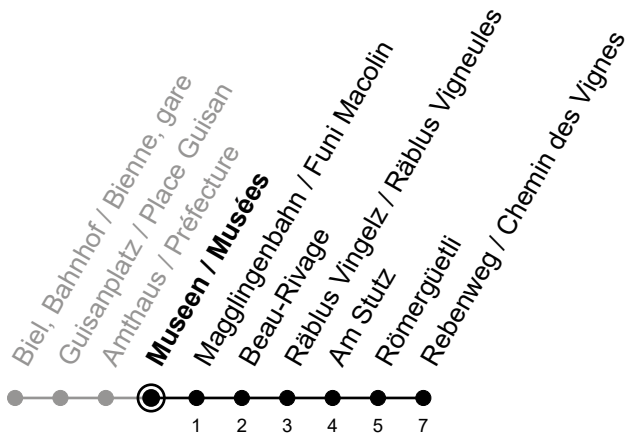 Biel, Bahnhof / Bienne, gare
Guisanplatz / Place Guisan
Amthaus / Préfecture
Museen / Musées
Magglingenbahn / Funi Macolin
Beau-Rivage
Räblus Vingelz / Räblus Vigneules
Am Stutz
Römergüetli
Rebenweg / Chemin des Vignes
1 2 3 4 5 7